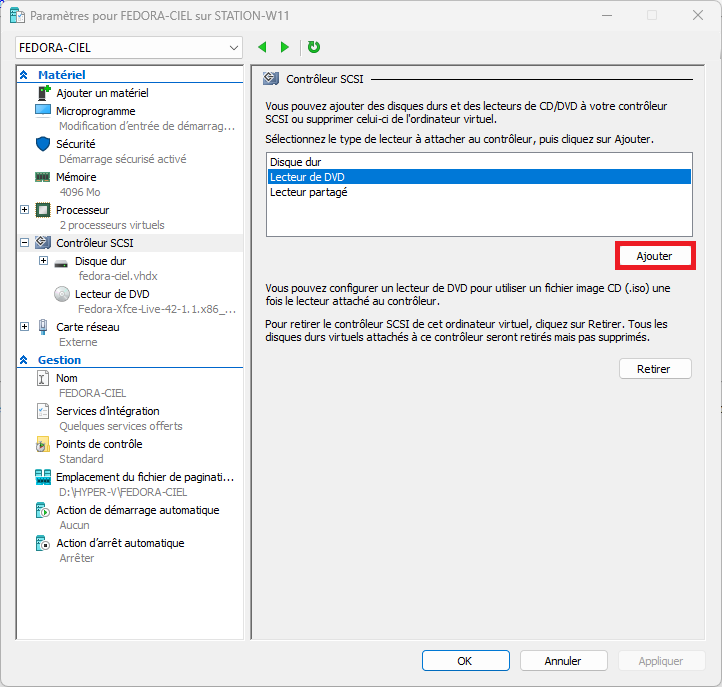 Paramètres pour FEDORA-CIEL sur STATION-W11
FEDORA-CIEL
Matériel
Ajouter un matériel
Microprogramme
Modification d'entrée de démarrag...
Sécurité
Démarrage sécurisé activé
Mémoire
4096 Mo
Processeur
2 processeurs virtuels
Contrôleur SCSI
Disque dur
fedora-ciel.vhdx
Lecteur de DVD
Fedora-Xfce-Live-42-1.1.x86_...
Carte réseau
Externe
Gestion
Nom
FEDORA-CIEL
Services d'intégration
Quelques services offerts
Points de contrôle
Standard
Emplacement du fichier de paginati...
D:\HYPER-V\FEDORA-CIEL
Action de démarrage automatique
Aucun
Action d'arrêt automatique
Arrêter
Contrôleur SCSI
Vous pouvez ajouter des disques durs et des lecteurs de CD/DVD à votre contrôleur
SCSI ou supprimer celui-ci de l'ordinateur virtuel.
Sélectionnez le type de lecteur à attacher au contrôleur, puis cliquez sur Ajouter.
Disque dur
Lecteur de DVD
Lecteur partagé
Ajouter
Vous pouvez configurer un lecteur de DVD pour utiliser un fichier image CD (.iso) une
fois le lecteur attaché au contrôleur.
Pour retirer le contrôleur SCSI de cet ordinateur virtuel, cliquez sur Retirer. Tous les
disques durs virtuels attachés à ce contrôleur seront retirés mais pas supprimés.
Retirer
OK
Annuler
Appliquer